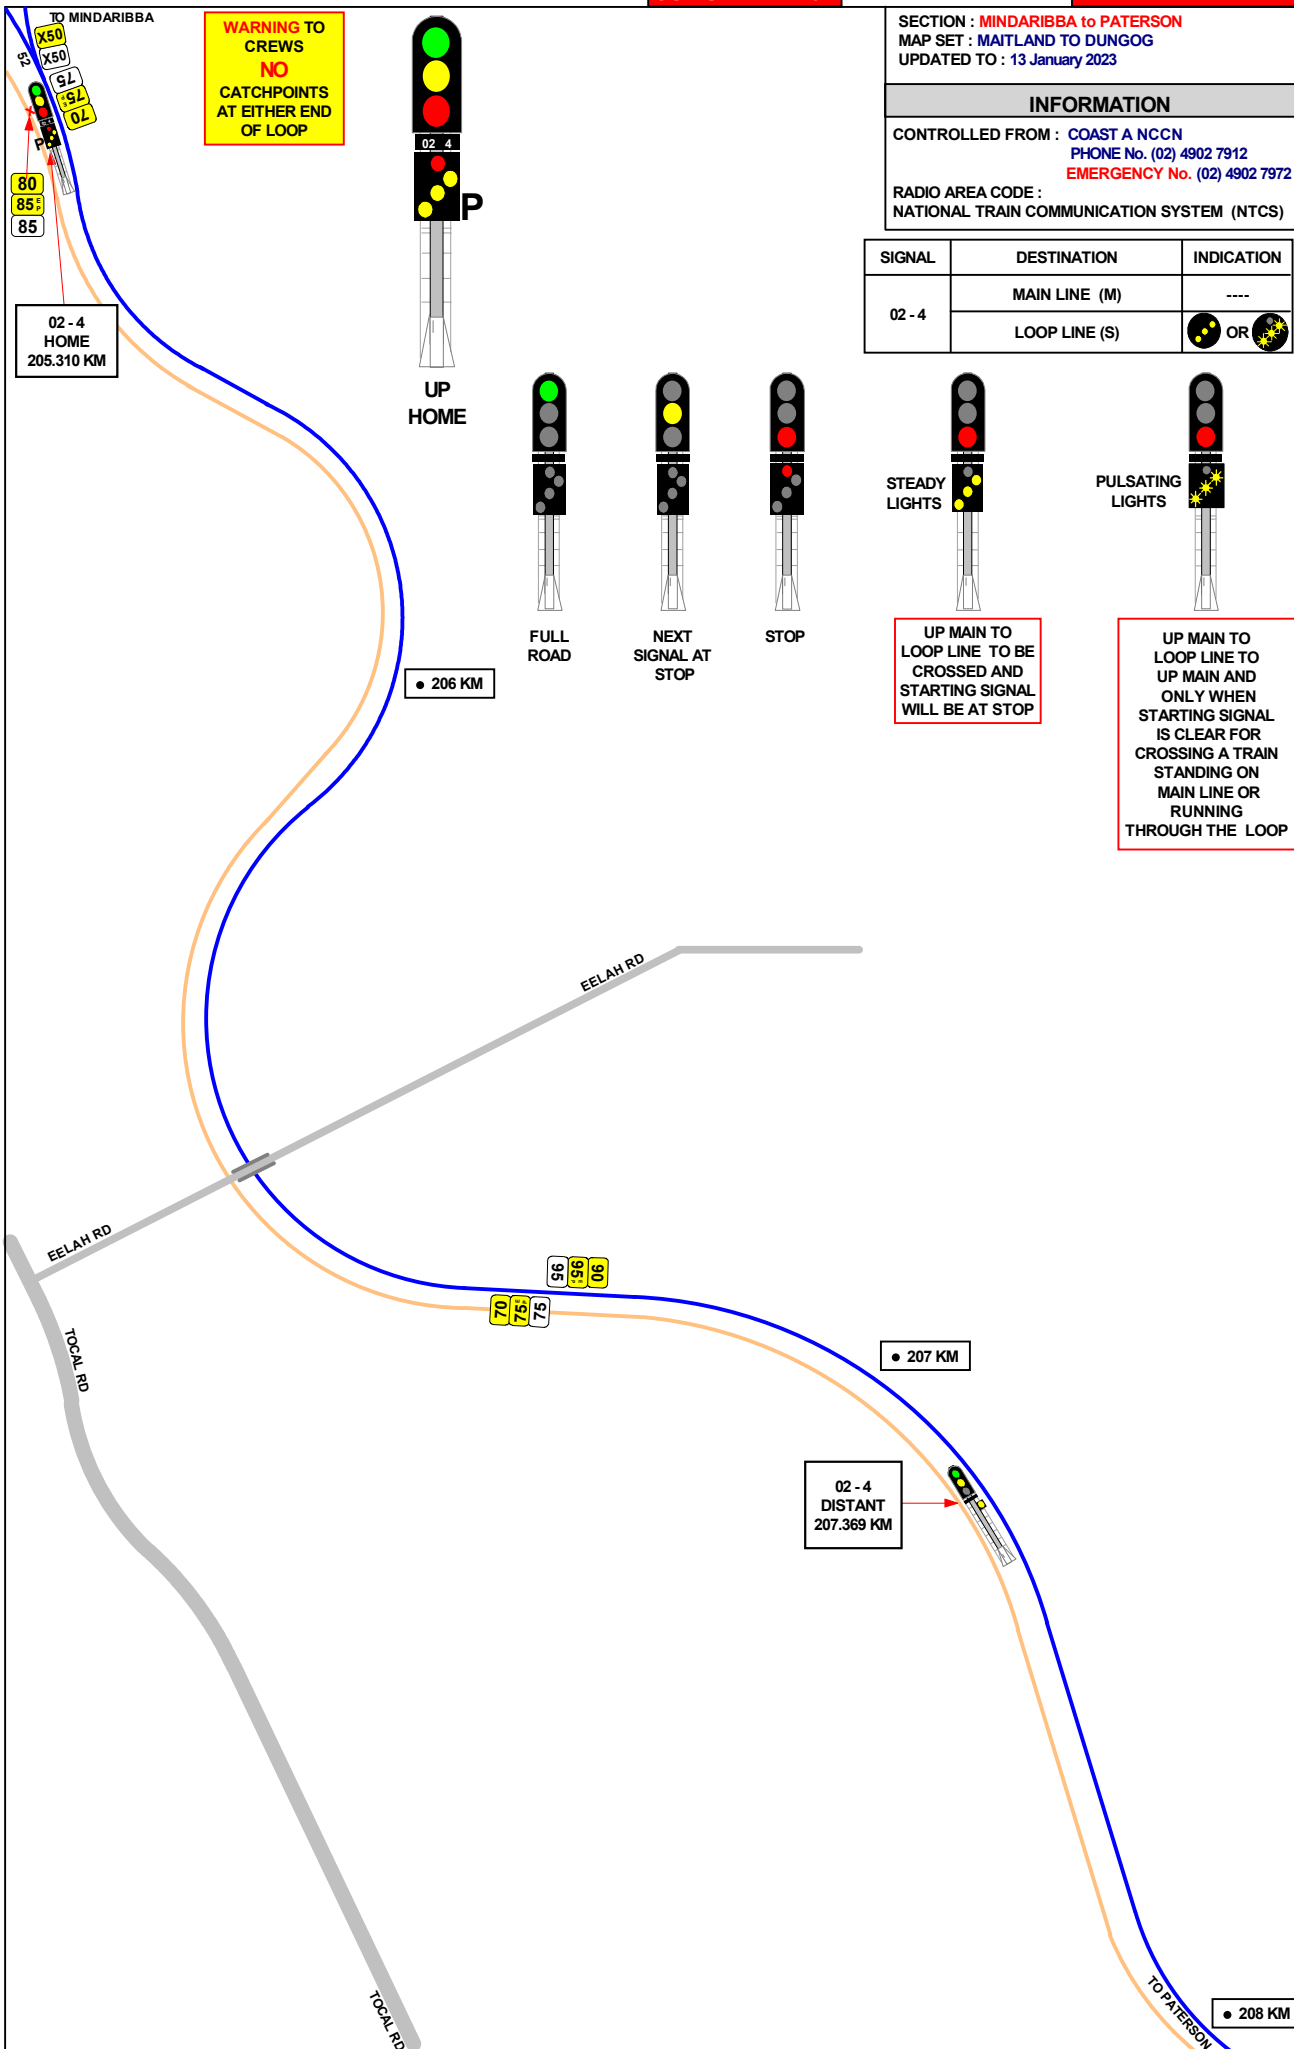 TO MINDARIBBA
X50
X50
75
75 EP
70
52
P
80
85 EP
85
02 - 4
HOME
205.310 KM
WARNING TO
CREWS
NO
CATCHPOINTS
AT EITHER END
OF LOOP
02 4
P
UP
HOME
SECTION : MINDARIBBA to PATERSON
MAP SET : MAITLAND TO DUNGOG
UPDATED TO : 13 January 2023
INFORMATION
CONTROLLED FROM : COAST A NCCN
PHONE No. (02) 4902 7912
EMERGENCY No. (02) 4902 7972
RADIO AREA CODE :
NATIONAL TRAIN COMMUNICATION SYSTEM (NTCS)
SIGNAL DESTINATION INDICATION
02 - 4 MAIN LINE (M) ----
LOOP LINE (S) OR
FULL
ROAD
NEXT
SIGNAL AT
STOP
STOP
STEADY
LIGHTS
UP MAIN TO
LOOP LINE TO BE
CROSSED AND
STARTING SIGNAL
WILL BE AT STOP
PULSATING
LIGHTS
UP MAIN TO
LOOP LINE TO
UP MAIN AND
ONLY WHEN
STARTING SIGNAL
IS CLEAR FOR
CROSSING A TRAIN
STANDING ON
MAIN LINE OR
RUNNING
THROUGH THE LOOP
206 KM
EELAH RD
EELAH RD
95 95 EP 90
70 75 EP 75
TOCAL RD
207 KM
02 - 4
DISTANT
207.369 KM
TOCAL RD
TO PATERSON
208 KM